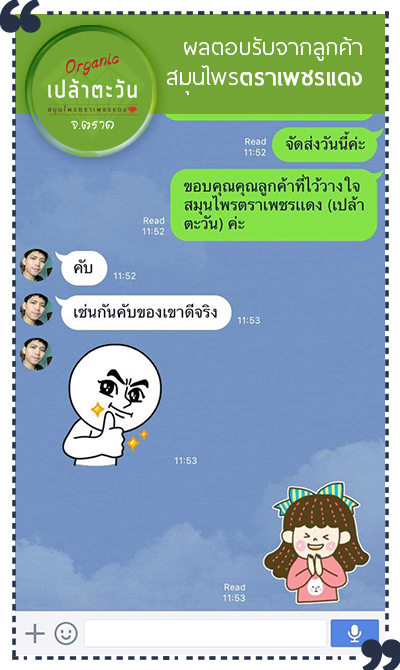 ผลตอบรับจากลูกค้า
สมุนไพรตราเพชรแดง
Organic
เปล้าตะวัน
สมุนไพรตราเพชรแดง
จ.ตราด
Read
11:52
จัดส่งวันนี้ค่ะ
ขอบคุณคุณลูกค้าที่ไว้วางใจ
สมุนไพรตราเพชรแดง (เปล้า
ตะวัน) ค่ะ
Read
11:52
คับ
11:52
เช่นกันคับของเขาดีจริง
11:53
11:53
Read
11:53